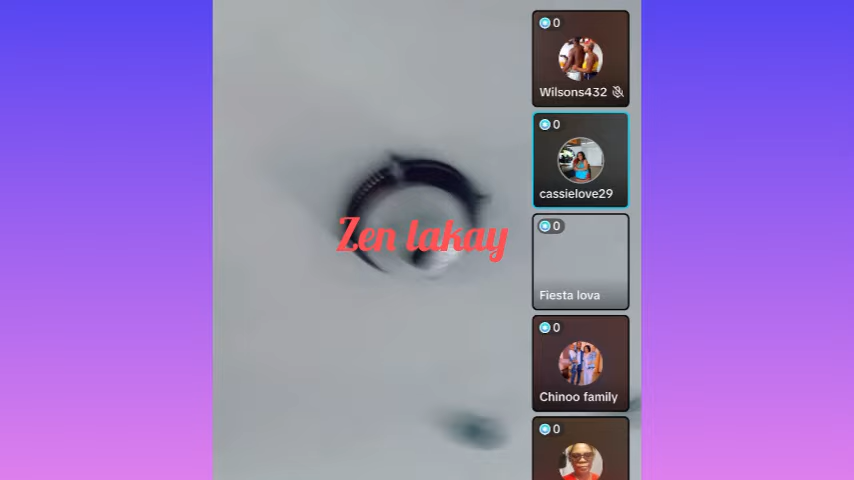 0
Wilsons432
0
cassielove29
Zen lakay
0
Fiesta lova
0
Chinoo family
0